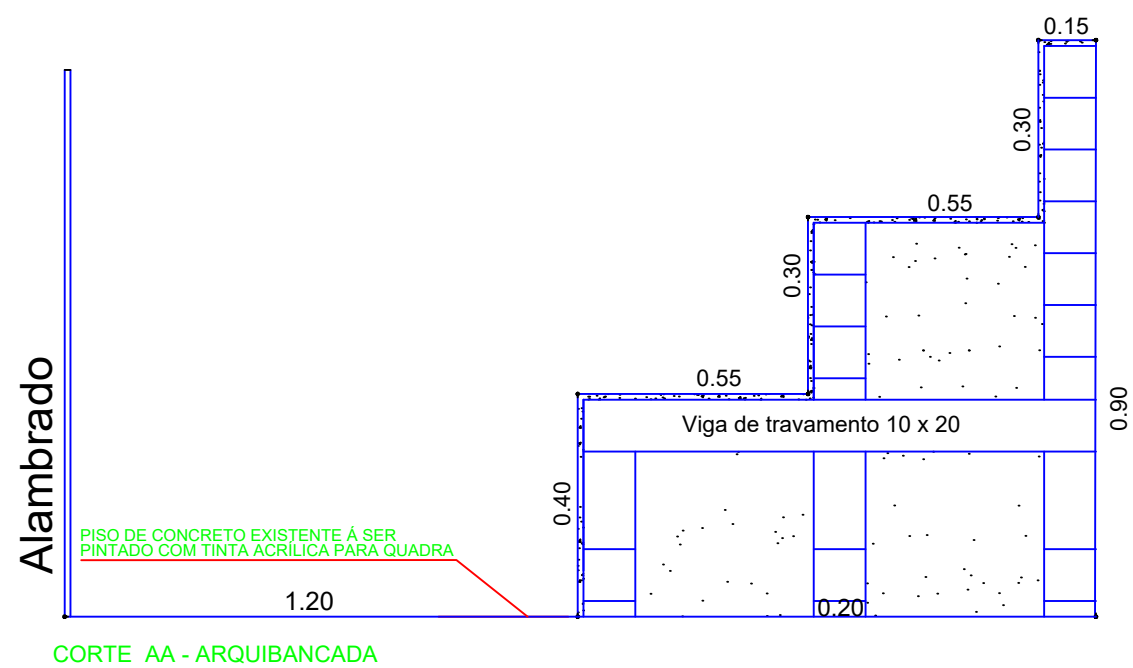 0.15
0.30
0.55
0.30
0.55
0.90
Viga de travamento 10 x 20
0.40
Alambrado
PISO DE CONCRETO EXISTENTE Á SER
PINTADO COM TINTA ACRÍLICA PARA QUADRA
1.20
0.20
CORTE AA - ARQUIBANCADA